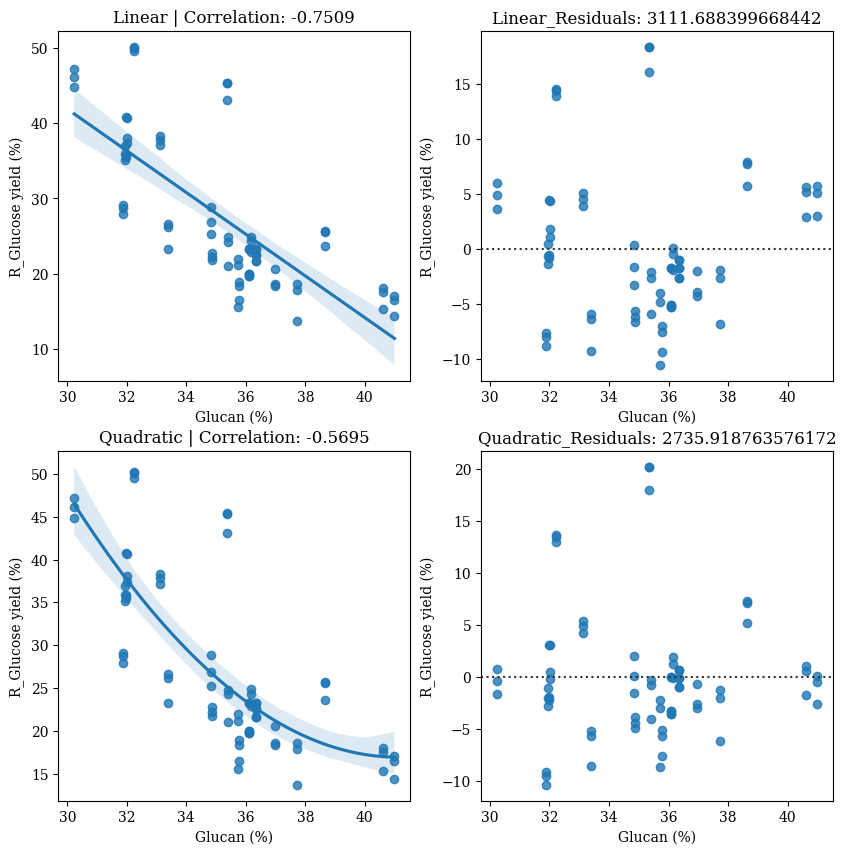 Linear | Correlation: -0.7509
R_Glucose yield (%)
50
40
30
20
10
30 32 34 36 38 40
Glucan (%)
Linear_Residuals: 3111.688399668442
R_Glucose yield (%)
15
10
5
0
−5
−10
30 32 34 36 38 40
Glucan (%)
Quadratic | Correlation: -0.5695
R_Glucose yield (%)
50
45
40
35
30
25
20
15
30 32 34 36 38 40
Glucan (%)
Quadratic_Residuals: 2735.918763576172
R_Glucose yield (%)
20
15
10
5
0
−5
−10
30 32 34 36 38 40
Glucan (%)